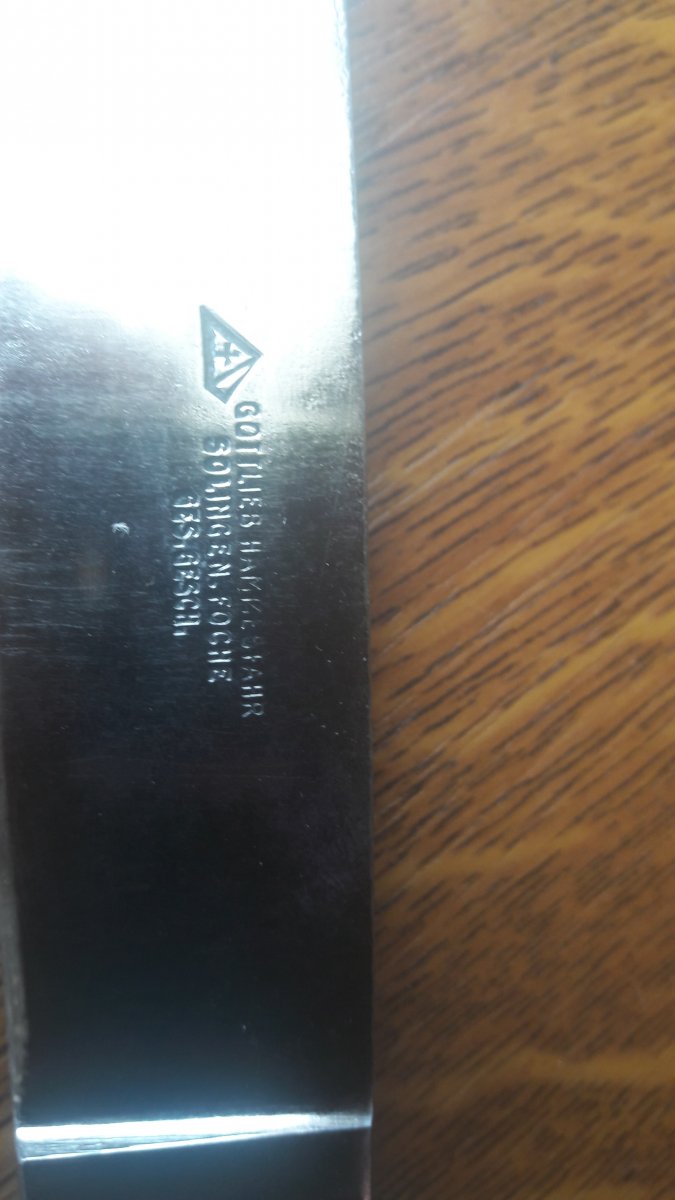 GOTTLIEB HAMMESFAHR
SOLINGEN.FOCHE
GES.GESCH.